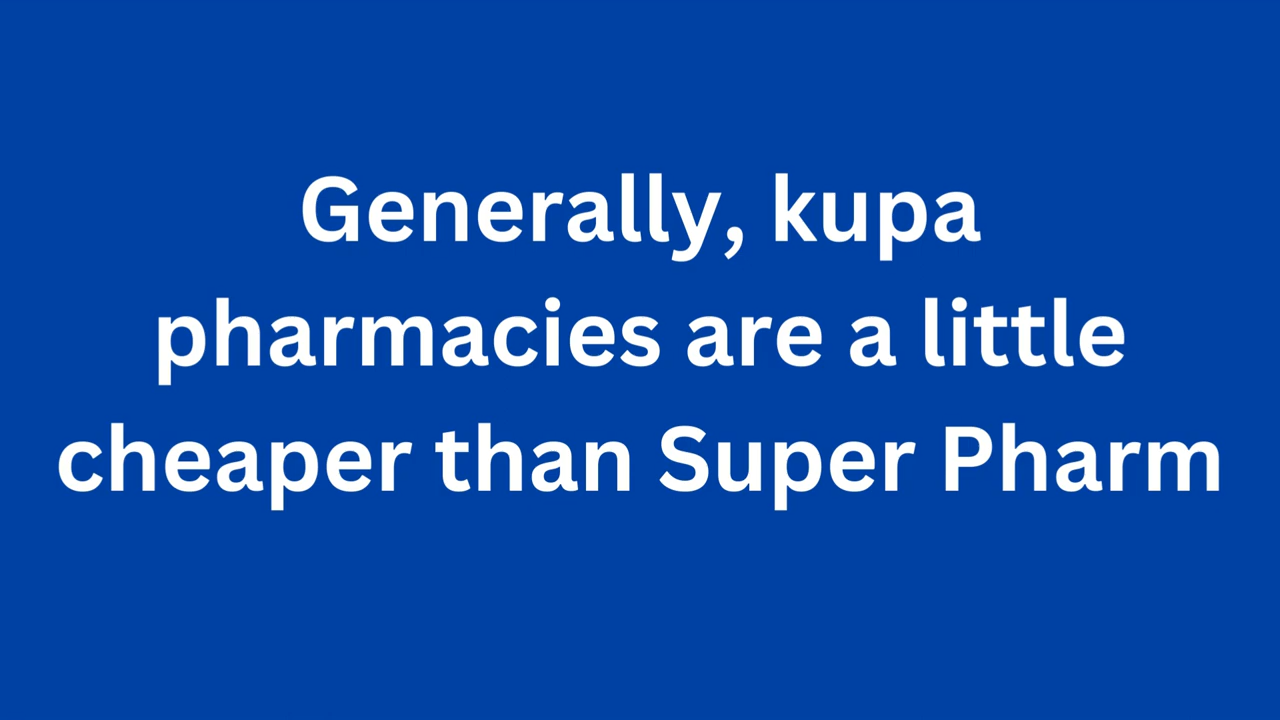 Generally, kupa
pharmacies are a little
cheaper than Super Pharm